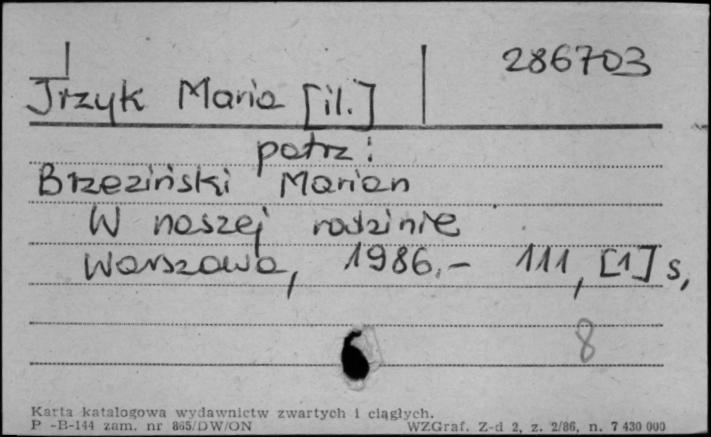 286703
Jrzyk Maria [il.]
patrz:
Brzeziński Marian
W naszej rodzinie
Warszawa, 1986.- 111, [1] s,
8
Karta katalogowa wydawnictw zwartych i ciągłych.
P -B-144 zam. nr 865/DW/ON WZGraf. Z-d 2, z. 2/86, n. 7 430 000